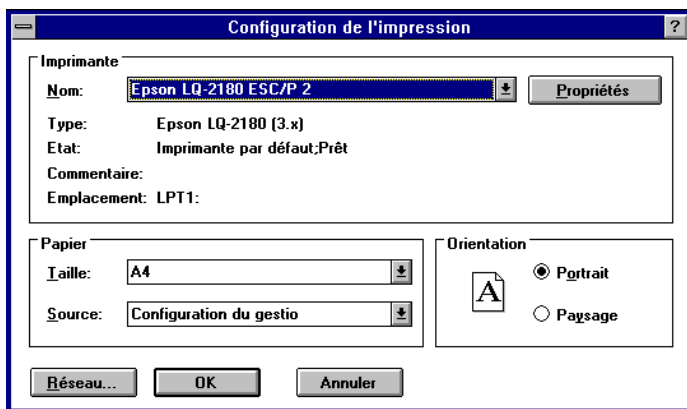 Configuration de l'impression
?
Imprimante
Nom: Epson LQ-2180 ESC/P 2 Propriétés
Type: Epson LQ-2180 (3.x)
Etat: Imprimante par défaut;Prêt
Commentaire:
Emplacement: LPT1:
Papier
Taille: A4
Source: Configuration du gestio
Orientation
A
Portrait
Paysage
Réseau... OK Annuler